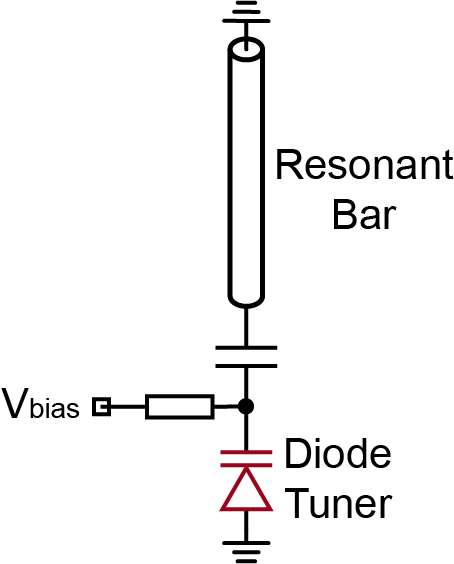 Resonant
Bar
Vbias
Diode
Tuner